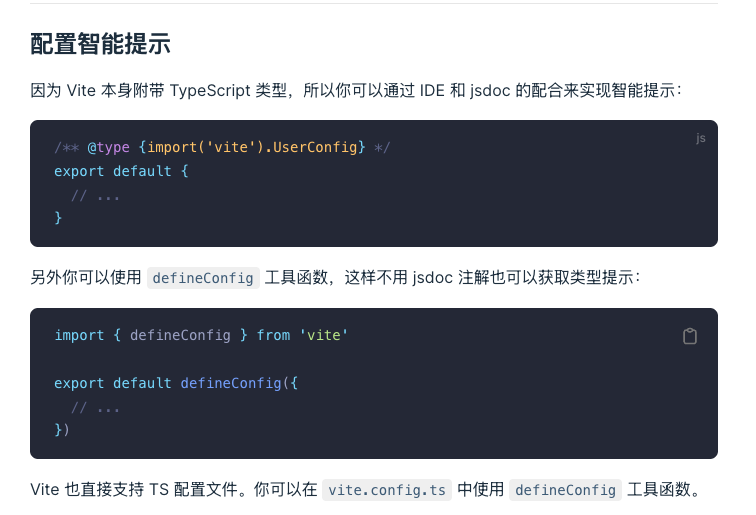 配置智能提示
因为 Vite 本身附带 TypeScript 类型，所以你可以通过 IDE 和 jsdoc 的配合来实现智能提示：
js
/** @type {import('vite').UserConfig} */
export default {
  // ...
}
另外你可以使用 defineConfig 工具函数，这样不用 jsdoc 注解也可以获取类型提示：
import { defineConfig } from 'vite'

export default defineConfig({
  // ...
})
Vite 也直接支持 TS 配置文件。你可以在 vite.config.ts 中使用 defineConfig 工具函数。